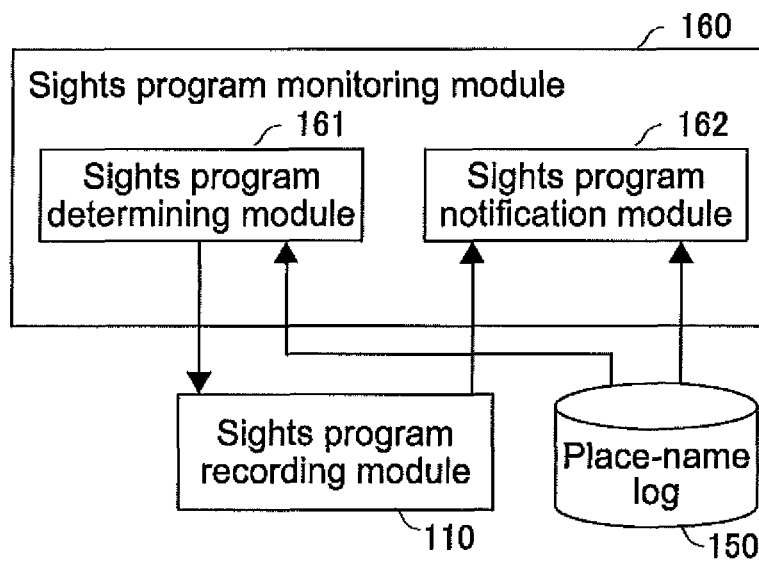 160
Sights program monitoring module
161
162
Sights program
determining module
Sights program
notification module
Sights program
recording module
Place-name
log
110
150